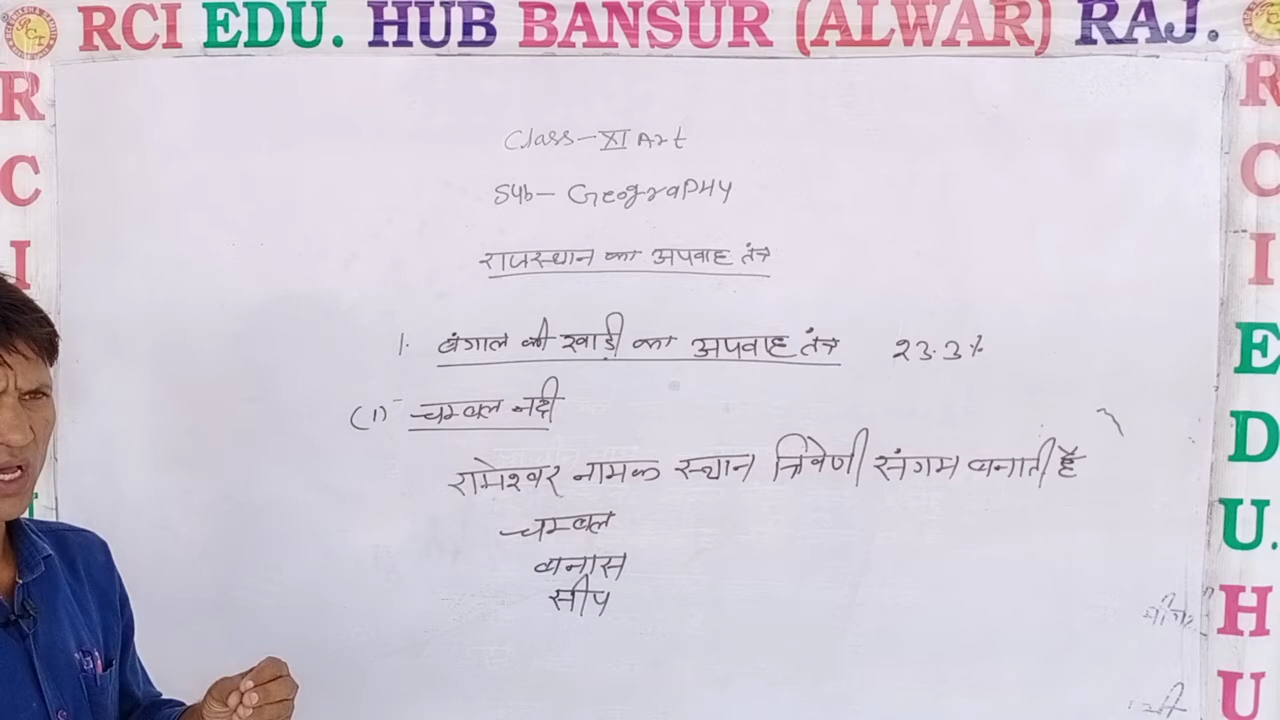 RCI EDU. HUB BANSUR (ALWAR) RAJ.
R
C
I
Class-XI Art
Sub- GeograPHY
राजस्थान का अपवाह तंत्र
1. बंगाल की खाड़ी का अपवाह तंत्र 23.3%
(1) चम्बल नदी
रामेश्वर नामक स्थान त्रिवेणी संगम बनाती है
चम्बल
बनास
सीप
R
C
I
E
D
U.
H
U